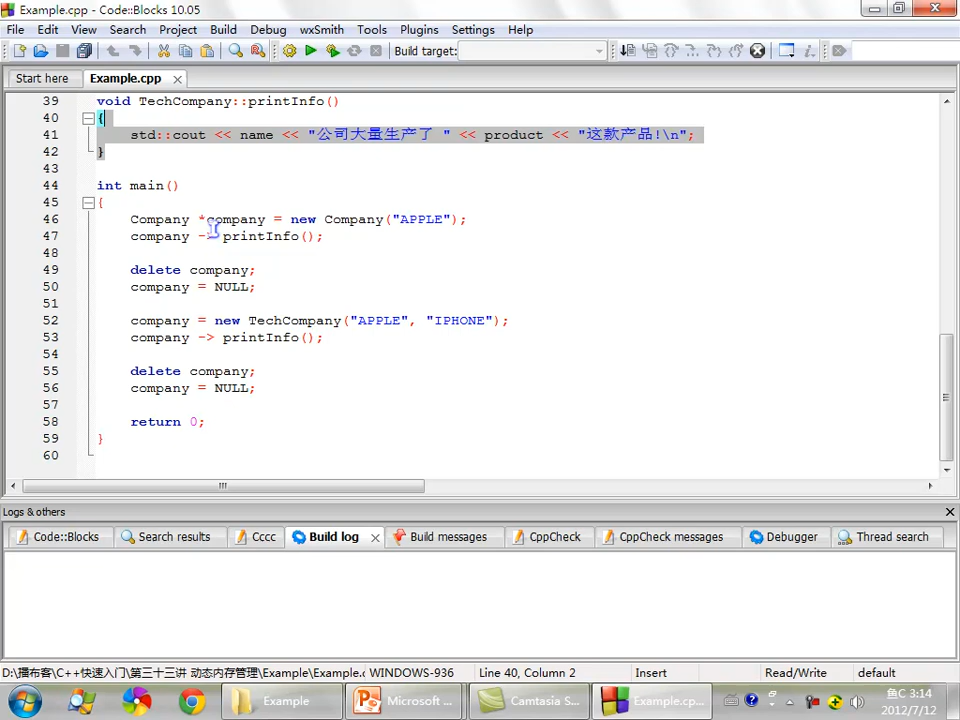 Example.cpp - Code::Blocks 10.05
File Edit View Search Project Build Debug wxSmith Tools Plugins Settings Help
Build target:
Start here Example.cpp
39 void TechCompany::printInfo()
40 {
41 std::cout << name << "公司大量生产了 " << product << "这款产品!\n";
42 }
43
44 int main()
45 {
46 Company *company = new Company("APPLE");
47 company -> printInfo();
48
49 delete company;
50 company = NULL;
51
52 company = new TechCompany("APPLE", "IPHONE");
53 company -> printInfo();
54
55 delete company;
56 company = NULL;
57
58 return 0;
59 }
60
Logs & others
Code::Blocks Search results Cccc Build log Build messages CppCheck CppCheck messages Debugger Thread search
D:\播布客\C++快速入门\第三十三讲 动态内存管理\Example\Example.c WINDOWS-936 Line 40, Column 2 Insert Read/Write default
Example Microsoft ... Camtasia S... Example.cp... 鱼C 3:14
2012/7/12